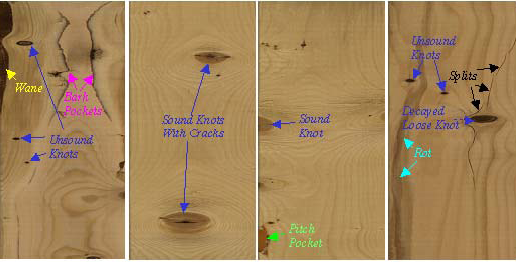 Wane
Bark
Pockets
Unsound
Knots
Sound Knots
With Cracks
Sound
Knot
Pitch
Pocket
Unsound
Knots
Splits
Decayed
Loose Knot
Rot